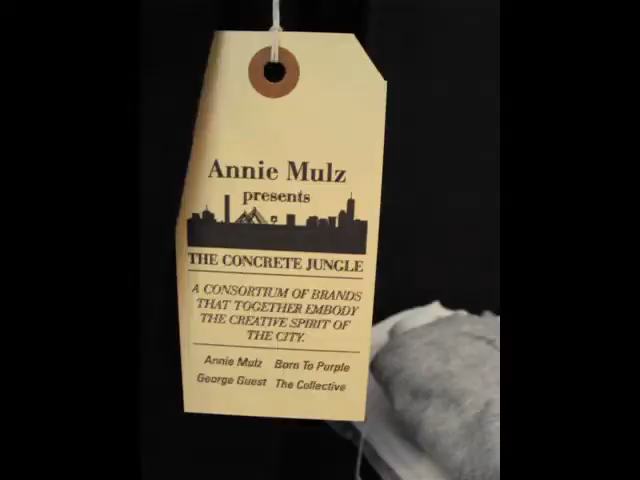 Annie Mulz
presents
THE CONCRETE JUNGLE
A CONSORTIUM OF BRANDS
THAT TOGETHER EMBODY
THE CREATIVE SPIRIT OF
THE CITY.
Annie Mulz Born To Purple
George Guest The Collective